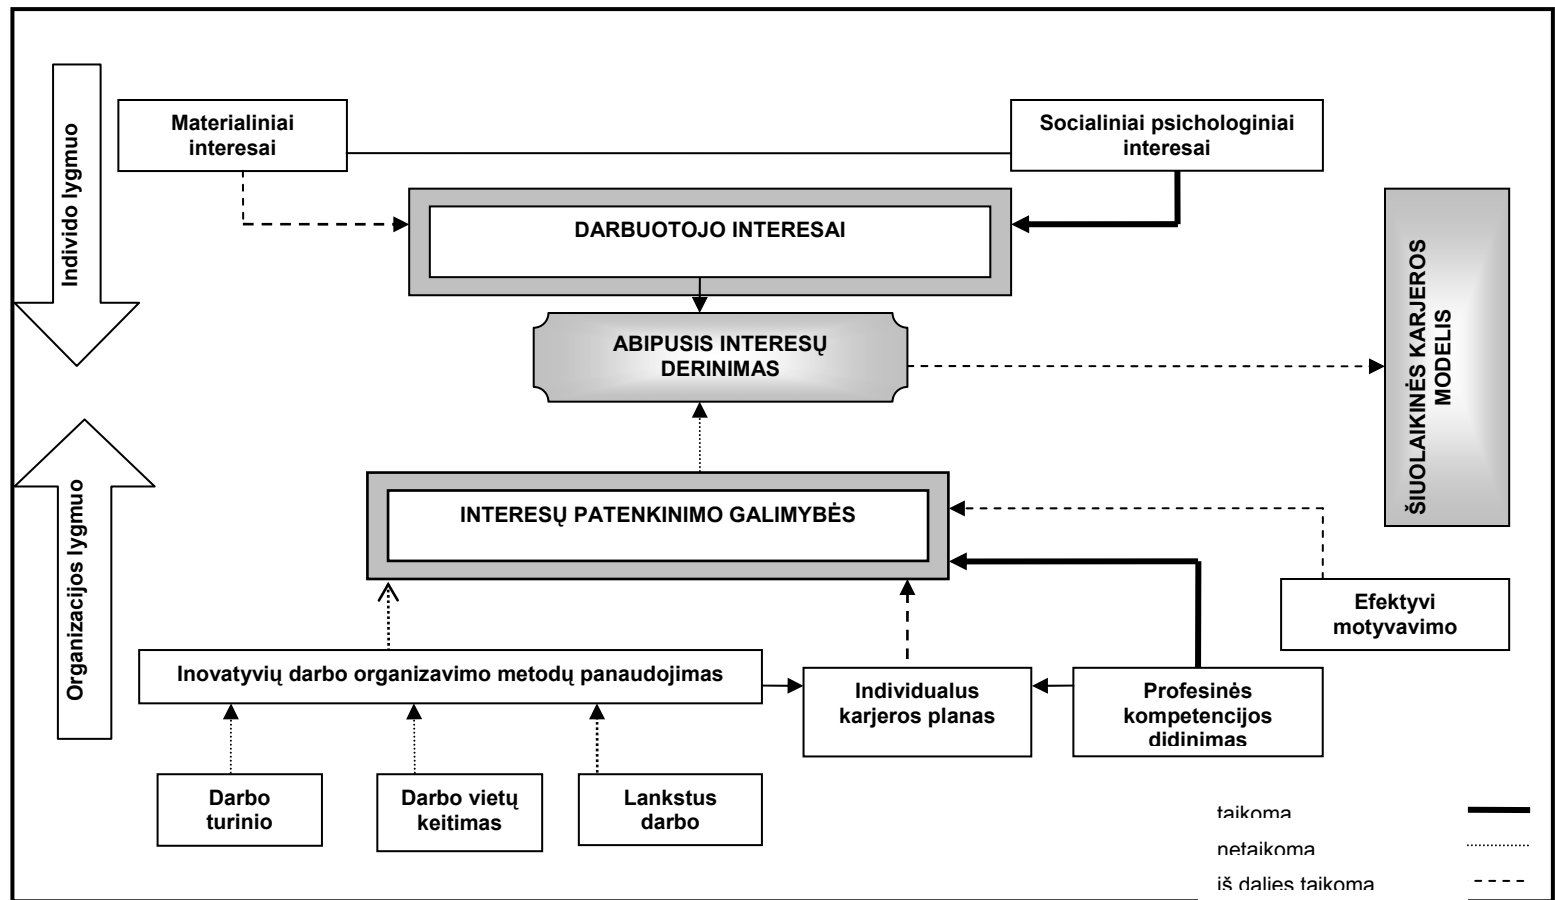 Individo lygmuo
Materialiniai
interesai
Socialiniai psichologiniai
interesai
DARBUOTOJO INTERESAI
ABIPUSIS INTERESŲ
DERINIMAS
ŠIUOLAIKINĖS KARJEROS
MODELIS
Organizacijos lygmuo
INTERESŲ PATENKINIMO GALIMYBĖS
Efektyvi
motyvavimo
Inovatyvių darbo organizavimo metodų panaudojimas
Individualus
karjeros planas
Profesinės
kompetencijos
didinimas
Darbo
turinio
Darbo vietų
keitimas
Lankstus
darbo
taikoma
netaikoma
iš dalies taikoma